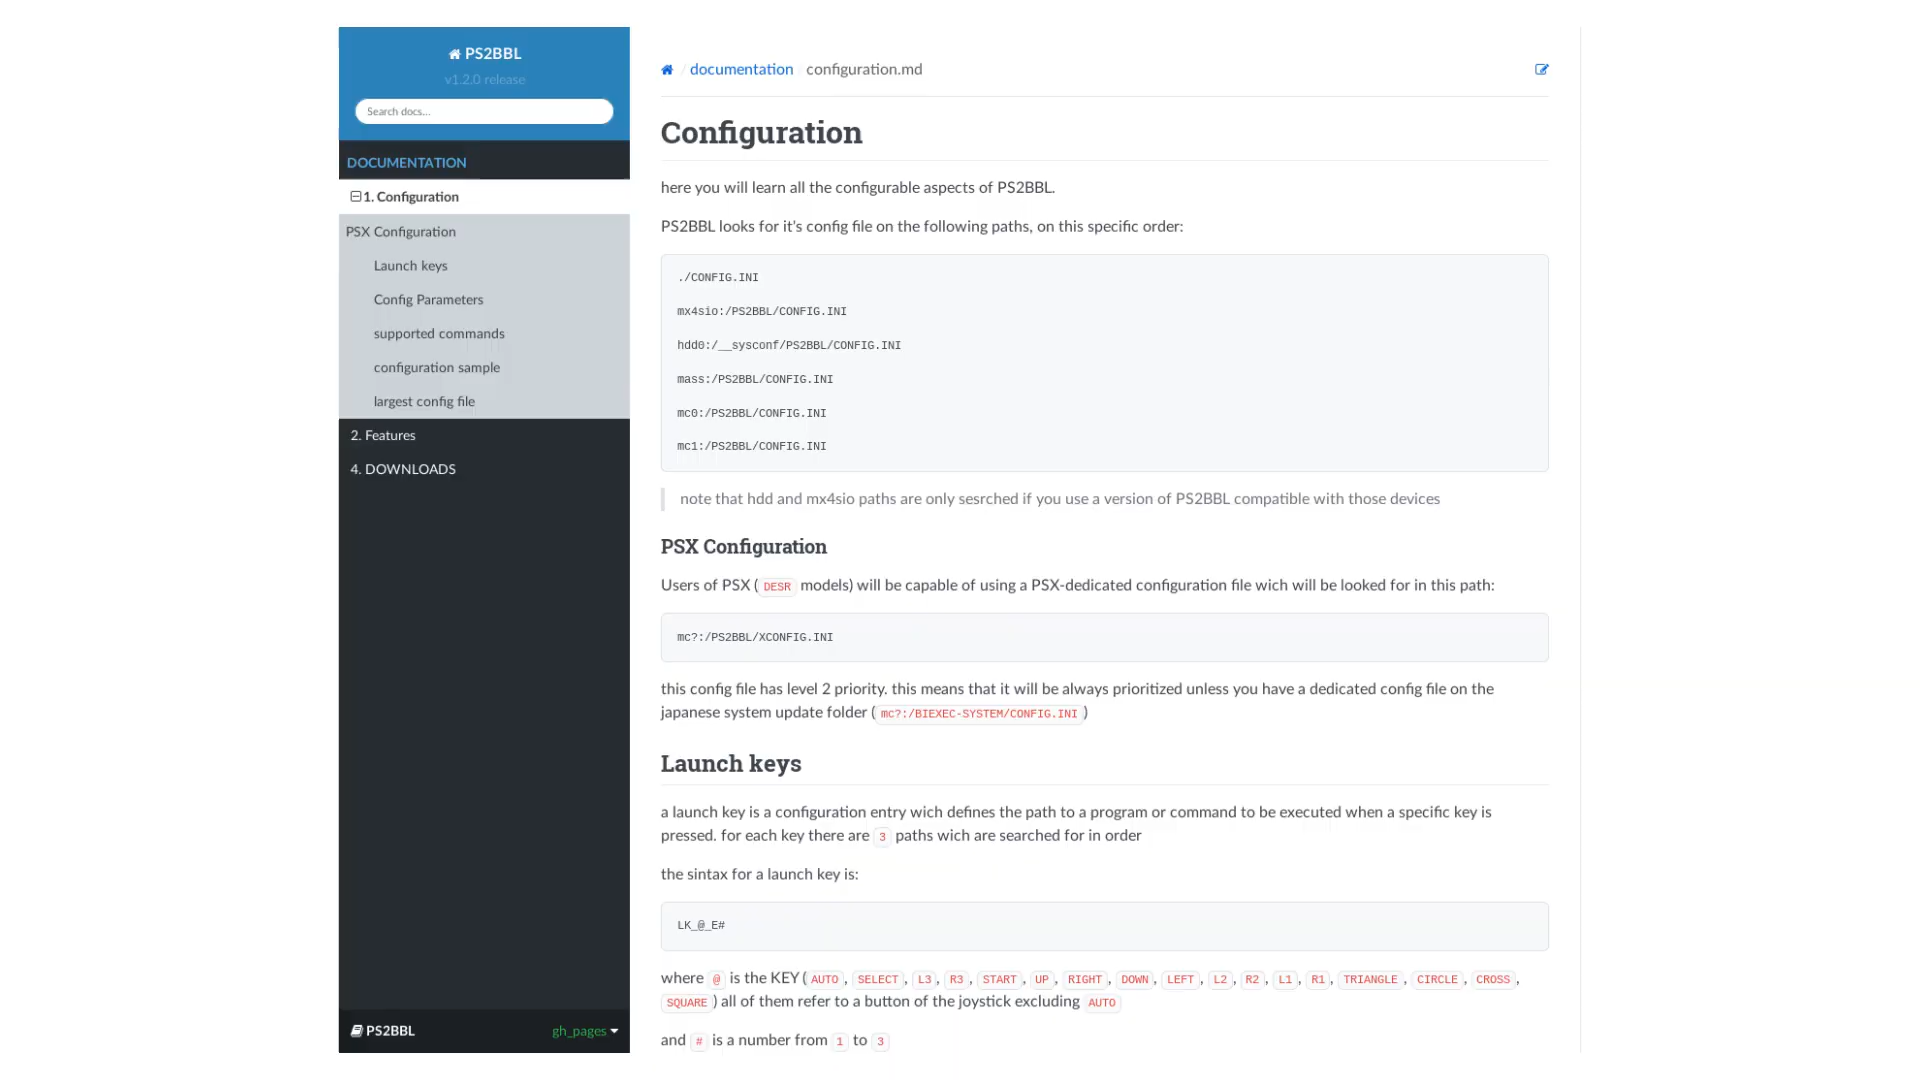 PS2BBL
v1.2.0 release
Search docs...
DOCUMENTATION
1. Configuration
PSX Configuration
Launch keys
Config Parameters
supported commands
configuration sample
largest config file
2. Features
4. DOWNLOADS
PS2BBL
gh_pages
/ documentation configuration.md
Configuration
here you will learn all the configurable aspects of PS2BBL.
PS2BBL looks for it's config file on the following paths, on this specific order:
./CONFIG.INI
mx4sio:/PS2BBL/CONFIG.INI
hdd0:/__sysconf/PS2BBL/CONFIG.INI
mass:/PS2BBL/CONFIG.INI
mc0:/PS2BBL/CONFIG.INI
mc1:/PS2BBL/CONFIG.INI
note that hdd and mx4sio paths are only sesrched if you use a version of PS2BBL compatible with those devices
PSX Configuration
Users of PSX ( DESR models) will be capable of using a PSX-dedicated configuration file wich will be looked for in this path:
mc?:/PS2BBL/XCONFIG.INI
this config file has level 2 priority. this means that it will be always prioritized unless you have a dedicated config file on the
japanese system update folder ( mc?:/BIEXEC-SYSTEM/CONFIG.INI )
Launch keys
a launch key is a configuration entry wich defines the path to a program or command to be executed when a specific key is
pressed. for each key there are 3 paths wich are searched for in order
the sintax for a launch key is:
LK_@_E#
where @ is the KEY ( AUTO , SELECT , L3 , R3 , START , UP , RIGHT , DOWN , LEFT , L2 , R2 , L1 , R1 , TRIANGLE , CIRCLE , CROSS ,
SQUARE ) all of them refer to a button of the joystick excluding AUTO
and # is a number from 1 to 3